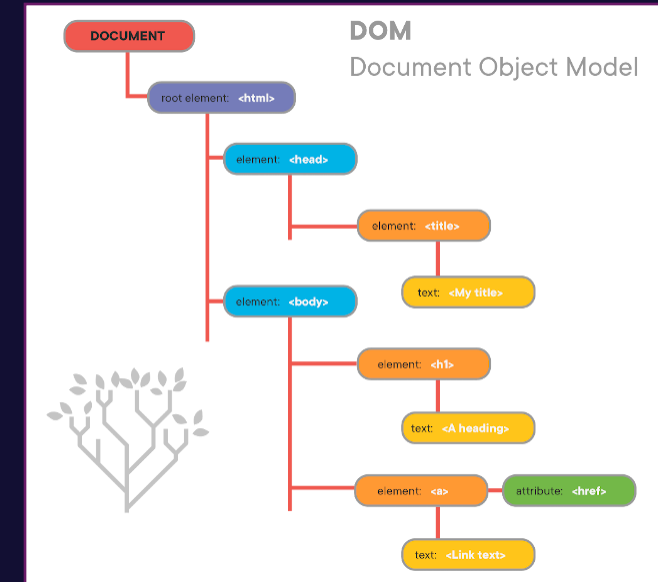 DOCUMENT
DOM
Document Object Model
root element: <html>
element: <head>
element: <title>
text: <My title>
element: <body>
element: <h1>
text: <A heading>
element: <a>
attribute: <href>
text: <Link text>